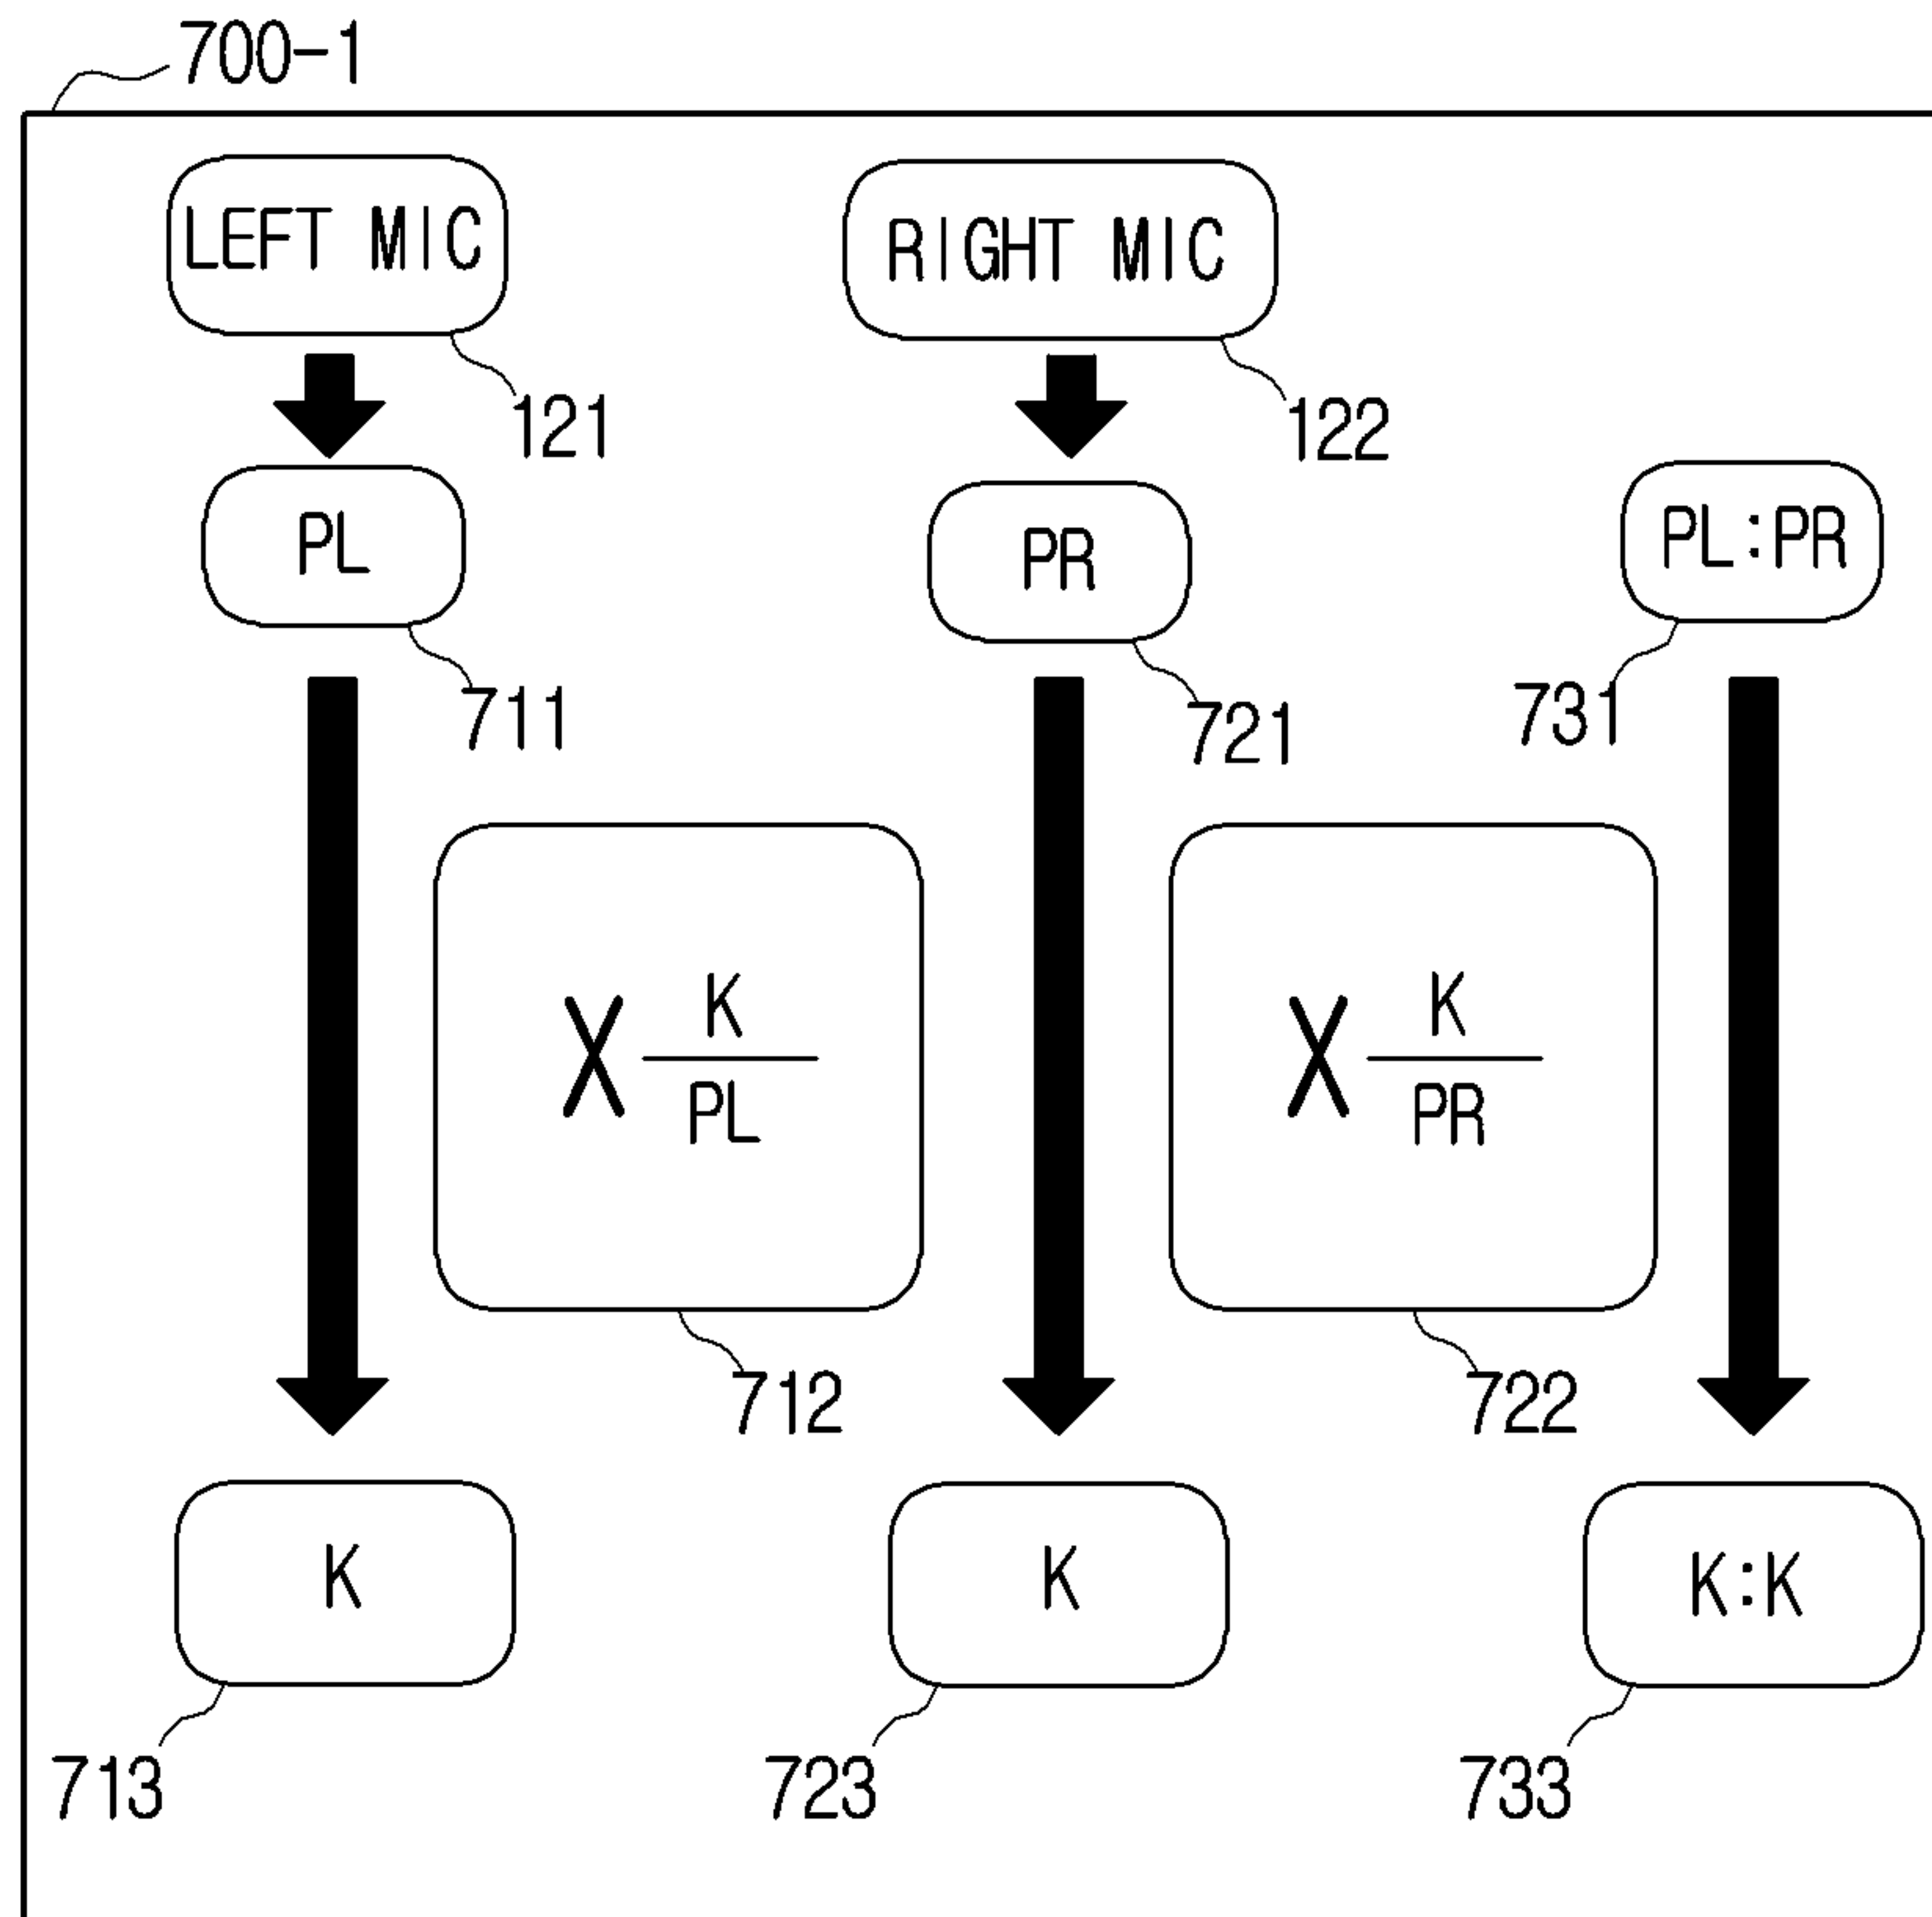 700-1
LEFT MIC
RIGHT MIC
121
122
PL
PR
PL:PR
711
721
731
X K/PL
X K/PR
712
722
K
K
K:K
713
723
733